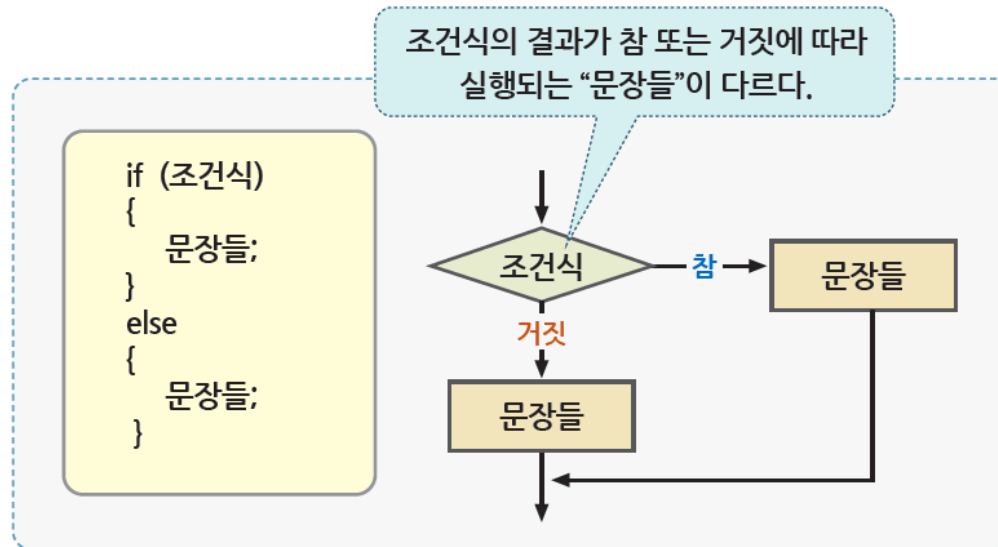 조건식의 결과가 참 또는 거짓에 따라
실행되는 “문장들”이 다르다.
if (조건식)
{
문장들;
}
else
{
문장들;
}
조건식
참
문장들
거짓
문장들